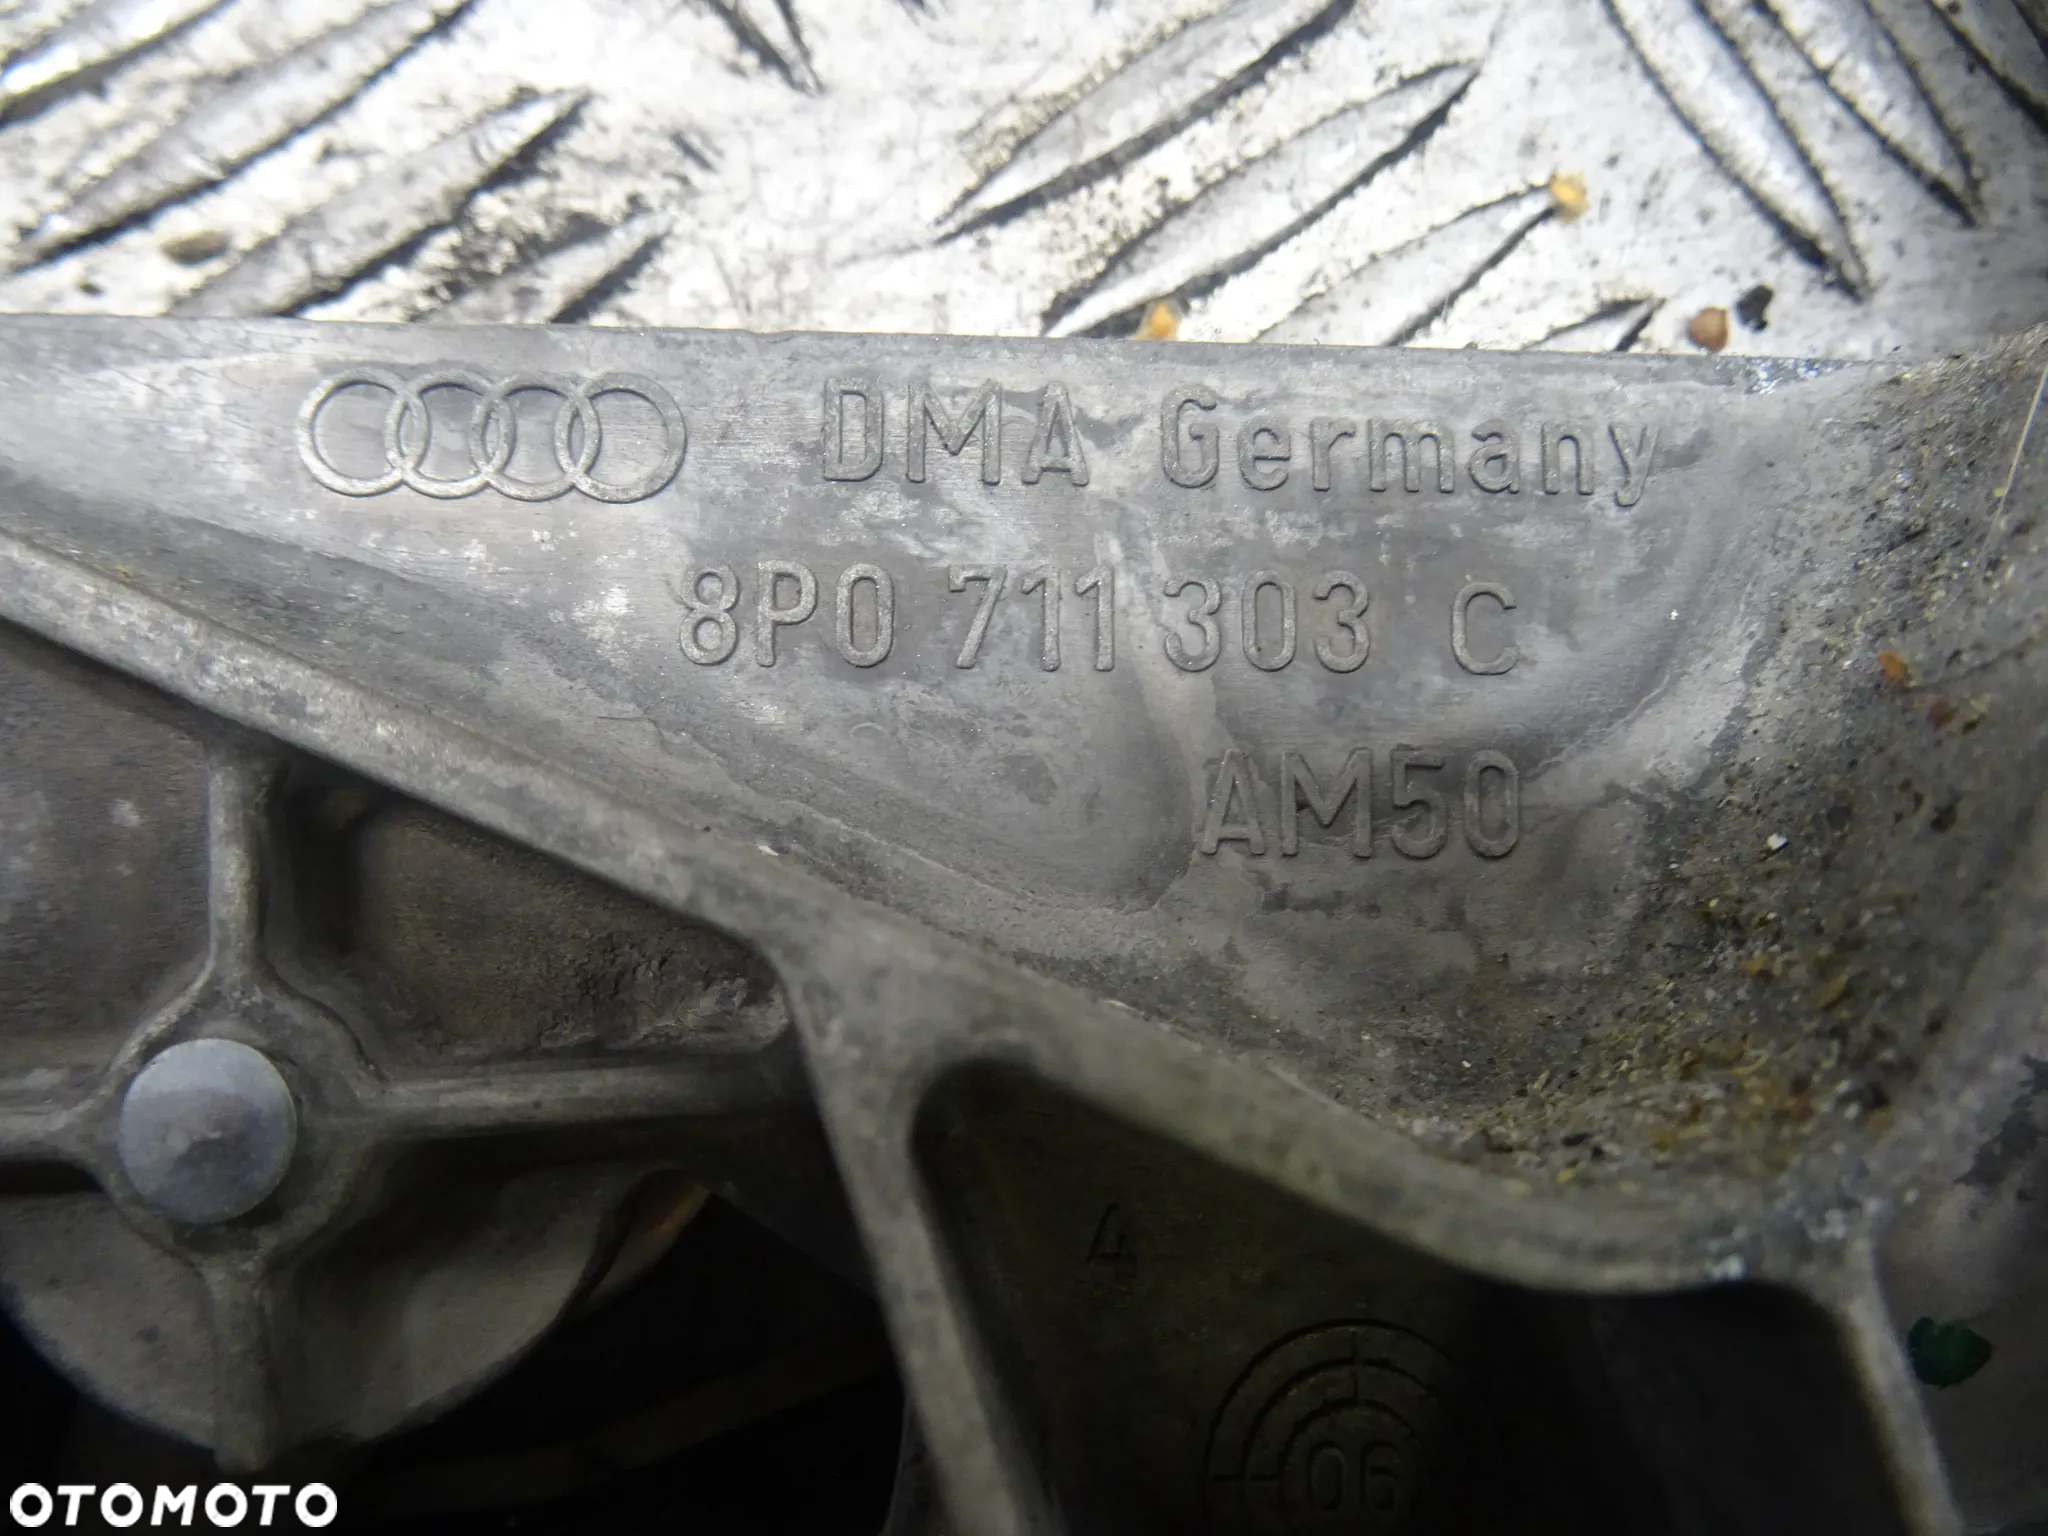 DMA Germany
8P0 711 303 C
AM50
4
06
OTOMOTO